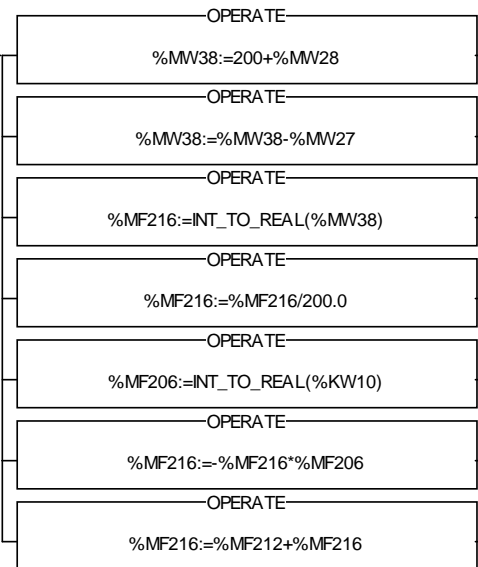 OPERATE
%MW38:=200+%MW28
OPERATE
%MW38:=%MW38-%MW27
OPERATE
%MF216:=INT_TO_REAL(%MW38)
OPERATE
%MF216:=%MF216/200.0
OPERATE
%MF206:=INT_TO_REAL(%KW10)
OPERATE
%MF216:=-%MF216*%MF206
OPERATE
%MF216:=%MF212+%MF216